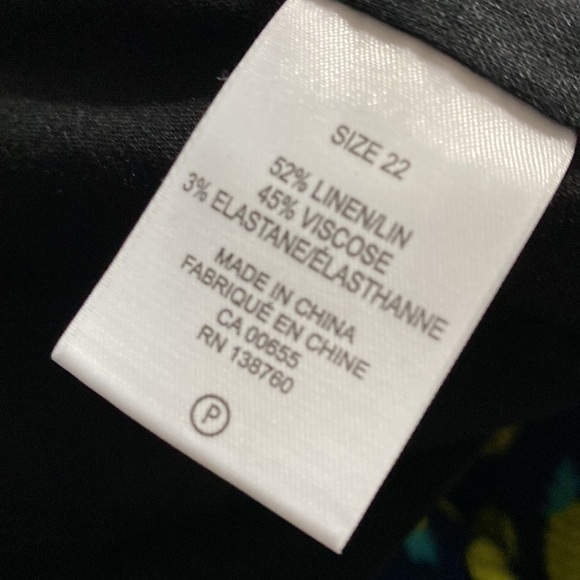 SIZE 22
52% LINEN/LIN
45% VISCOSE
3% ELASTANE/ÉLASTHANNE
MADE IN CHINA
FABRIQUÉ EN CHINE
CA 00655
RN 138760
P